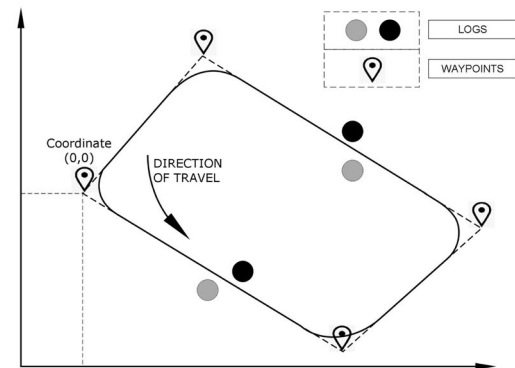 LOGS
WAYPOINTS
Coordinate
(0,0)
DIRECTION
OF TRAVEL